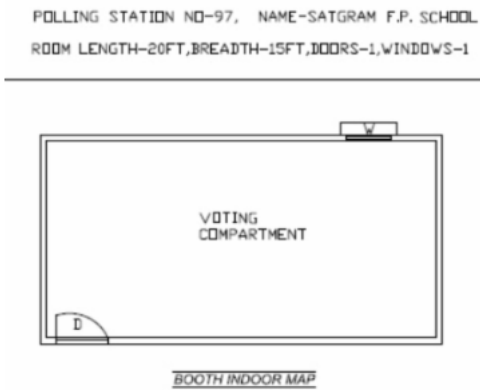 POLLING STATION NO-97, NAME-SATGRAM F.P. SCHOOL
ROOM LENGTH-20FT,BREADTH-15FT,DOORS-1,WINDOWS-1
W
VOTING
COMPARTMENT
D
BOOTH INDOOR MAP